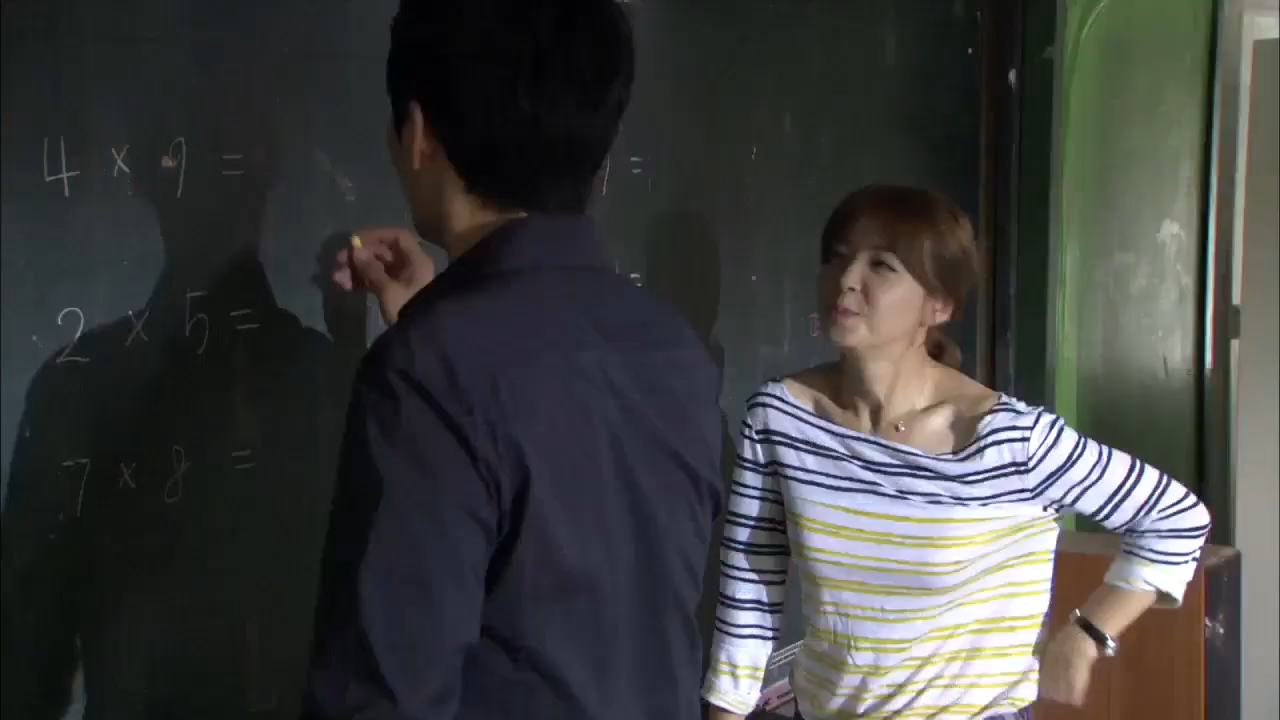 4 × 9 =
2 × 5 =
7 × 8 =